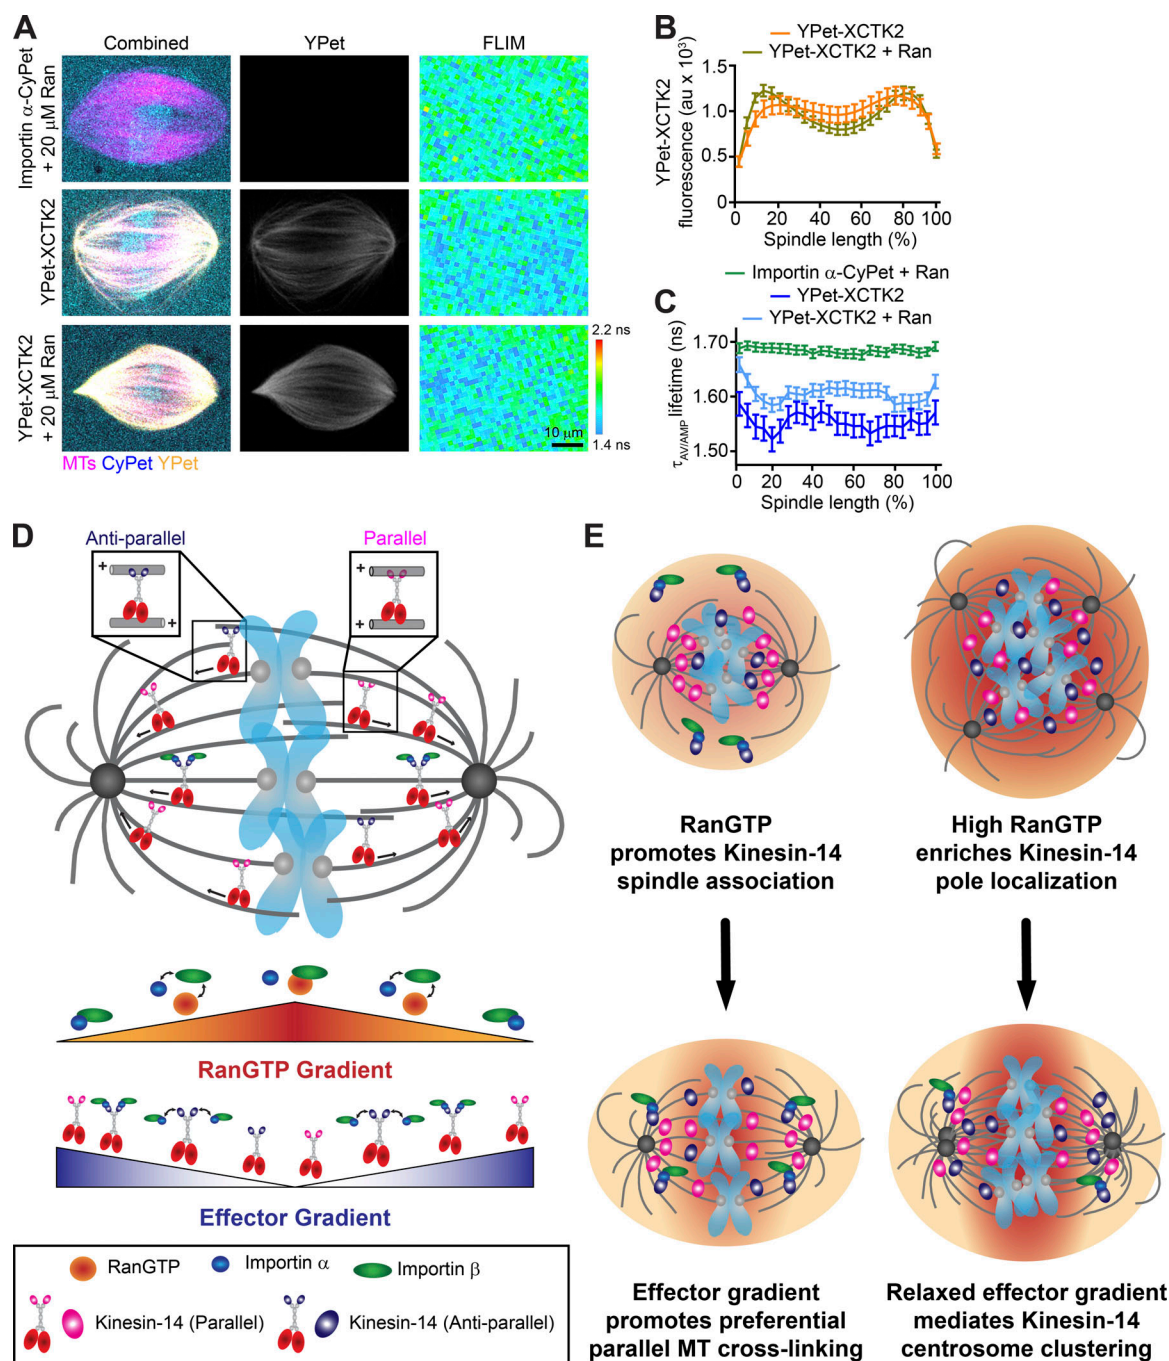 A
Combined
YPet
FLIM
Importin α-CyPet
+ 20 μM Ran
YPet-XCTK2
YPet-XCTK2
+ 20 μM Ran
2.2 ns
10 μm
1.4 ns
MTs CyPet YPet
B
YPet-XCTK2
YPet-XCTK2 + Ran
YPet-XCTK2
fluorescence (au x 10³)
1.5
1.0
0.5
0
0 20 40 60 80 100
Spindle length (%)
C
Importin α-CyPet + Ran
YPet-XCTK2
YPet-XCTK2 + Ran
τAV/AMP lifetime (ns)
1.70
1.60
1.50
0 20 40 60 80 100
Spindle length (%)
D
Anti-parallel
Parallel
+
+
+
+
RanGTP Gradient
Effector Gradient
RanGTP
Importin α
Importin β
Kinesin-14 (Parallel)
Kinesin-14 (Anti-parallel)
E
RanGTP
promotes Kinesin-14
spindle association
High RanGTP
enriches Kinesin-14
pole localization
Effector gradient
promotes preferential
parallel MT cross-linking
Relaxed effector gradient
mediates Kinesin-14
centrosome clustering